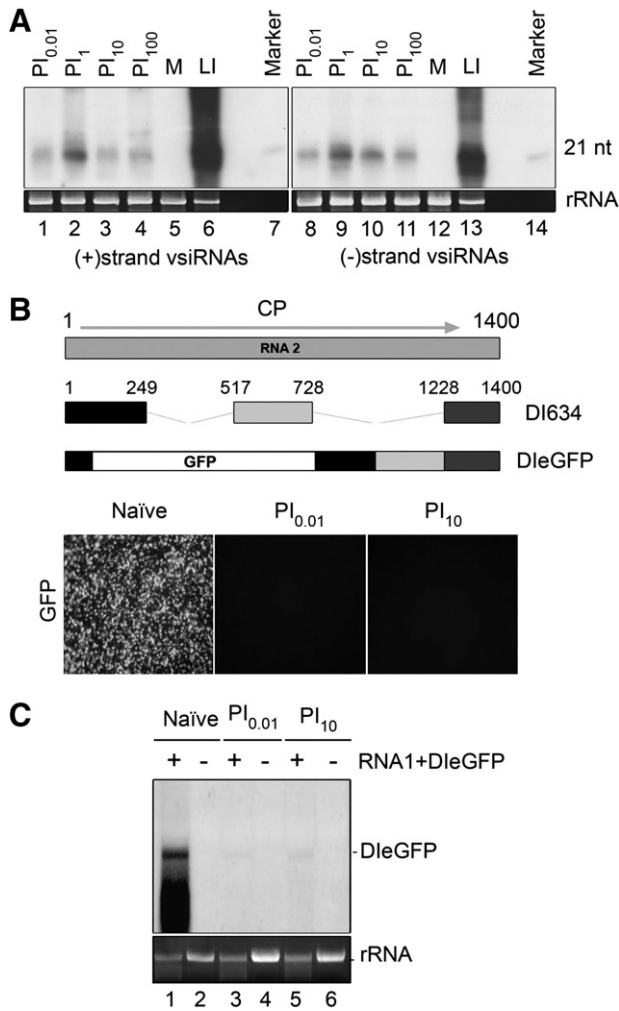 A
PI0.01 PI1 PI10 PI100 M LI Marker PI0.01 PI1 PI10 PI100 M LI Marker
21 nt
rRNA
1 2 3 4 5 6 7 8 9 10 11 12 13 14
(+)strand vsiRNAs (-)strand vsiRNAs
B
CP
1 1400
RNA 2
1 249 517 728 1228 1400
DI634
GFP DIeGFP
Naïve PI0.01 PI10
GFP
C
Naïve PI0.01 PI10
+ - + - + - RNA1+DIeGFP
-DIeGFP
rRNA
1 2 3 4 5 6